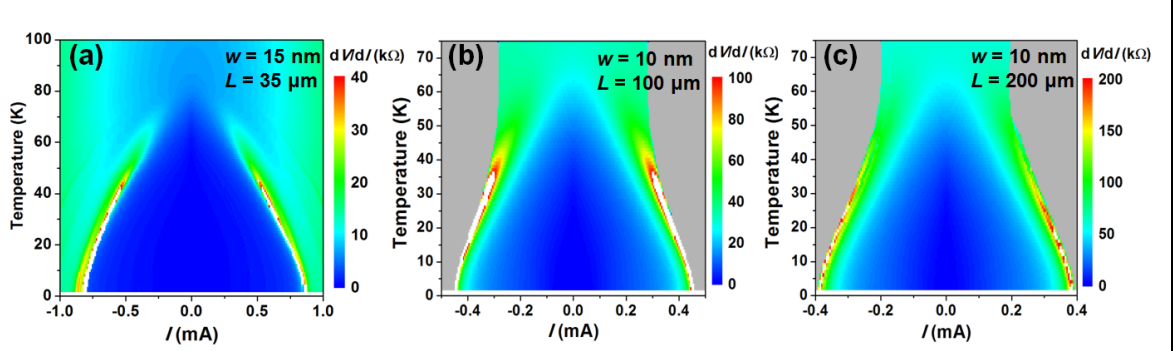 (a)
w = 15 nm
L = 35 µm
dV/dI (kΩ)
40
30
20
10
0
100
80
60
40
20
0
Temperature (K)
-1.0
-0.5
0.0
0.5
1.0
I (mA)
(b)
w = 10 nm
L = 100 µm
dV/dI (kΩ)
100
80
60
40
20
0
70
60
50
40
30
20
10
0
Temperature (K)
-0.4
-0.2
0.0
0.2
0.4
I (mA)
(c)
w = 10 nm
L = 200 µm
dV/dI (kΩ)
200
150
100
50
0
70
60
50
40
30
20
10
0
Temperature (K)
-0.4
-0.2
0.0
0.2
0.4
I (mA)